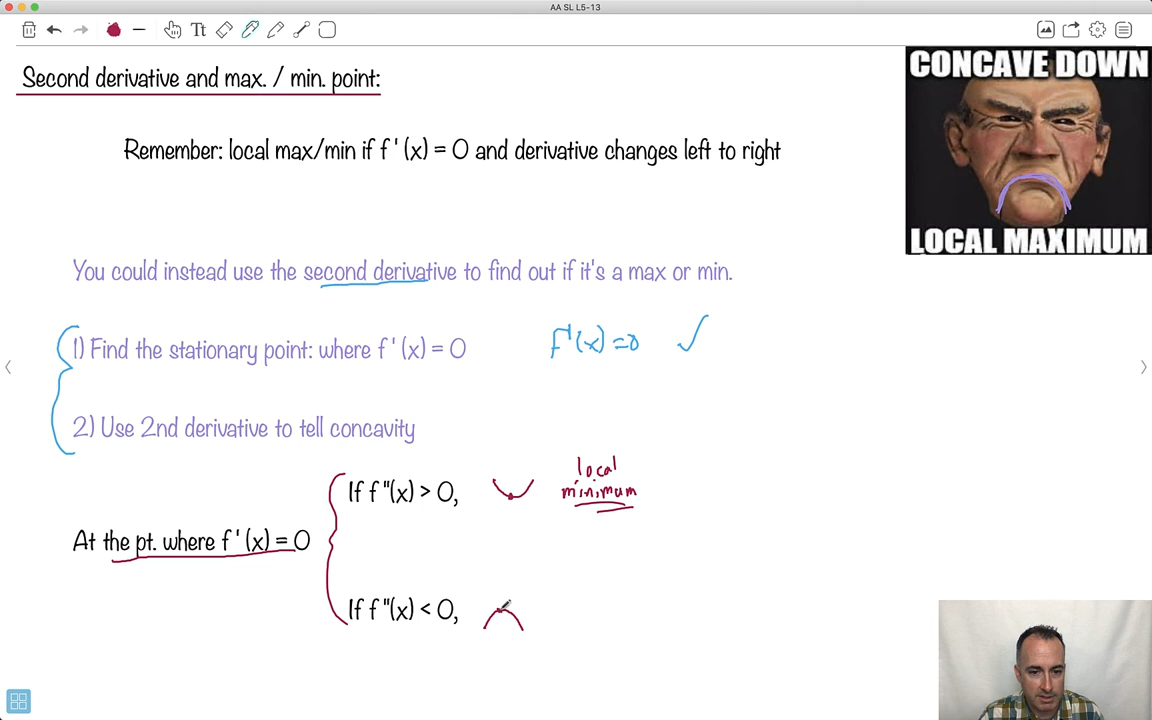 AA SL L5-13
Tt
Second derivative and max. / min. point:
CONCAVE DOWN
LOCAL MAXIMUM
Remember: local max/min if f ' (x) = 0 and derivative changes left to right
You could instead use the second derivative to find out if it's a max or min.
1) Find the stationary point: where f ' (x) = 0
f'(x)=0 ✓
2) Use 2nd derivative to tell concavity
If f "(x) > 0,
local
minimum
At the pt. where f ' (x) = 0
If f "(x) < 0,